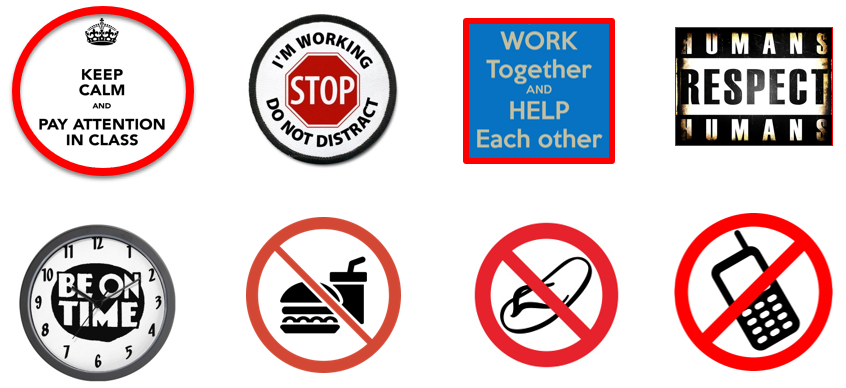 KEEP
CALM
AND
PAY ATTENTION
IN CLASS
I'M WORKING
STOP
DO NOT DISTRACT
WORK
Together
AND
HELP
Each other
HUMANS
RESPECT
HUMANS
12
11
1
10
2
BE ON
9
3
TIME
8
4
7
5
6